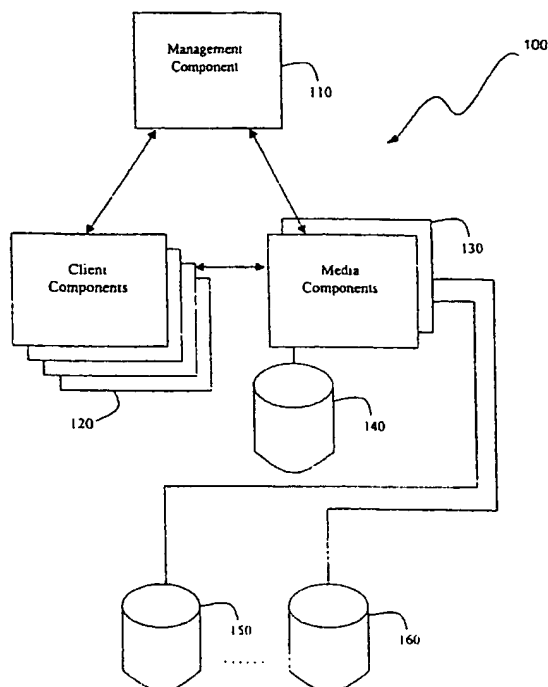 Management
Component
110
100
Client
Components
Media
Components
130
120
140
150
......
160